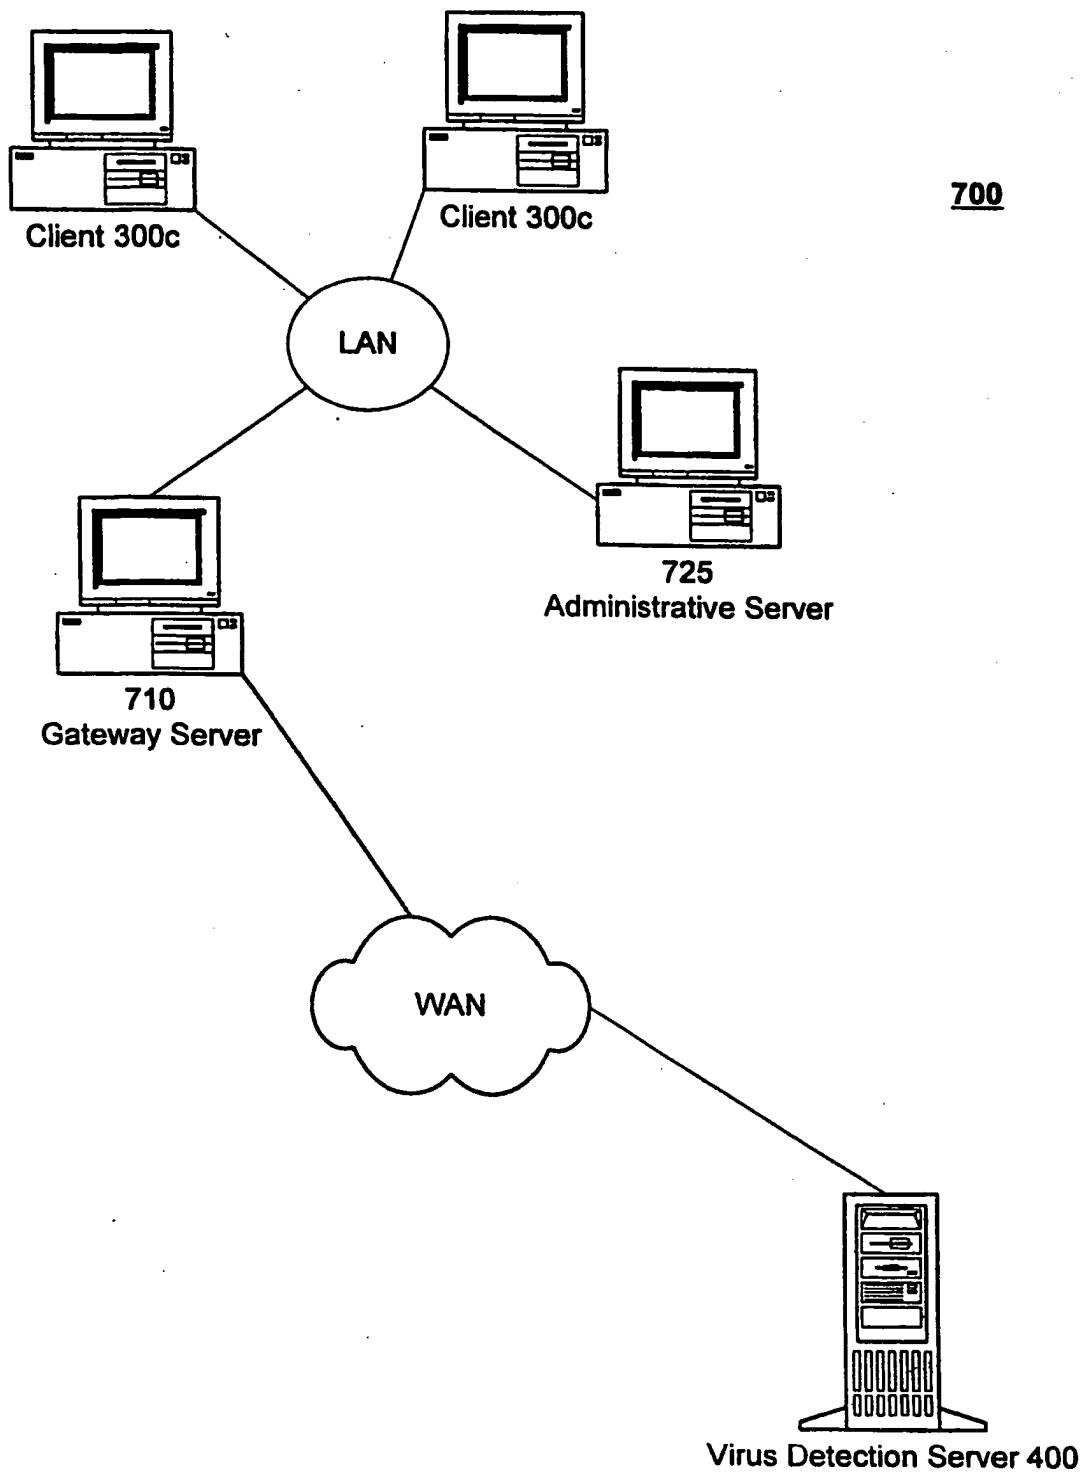 700
Client 300c
Client 300c
LAN
725
Administrative Server
710
Gateway Server
WAN
Virus Detection Server 400